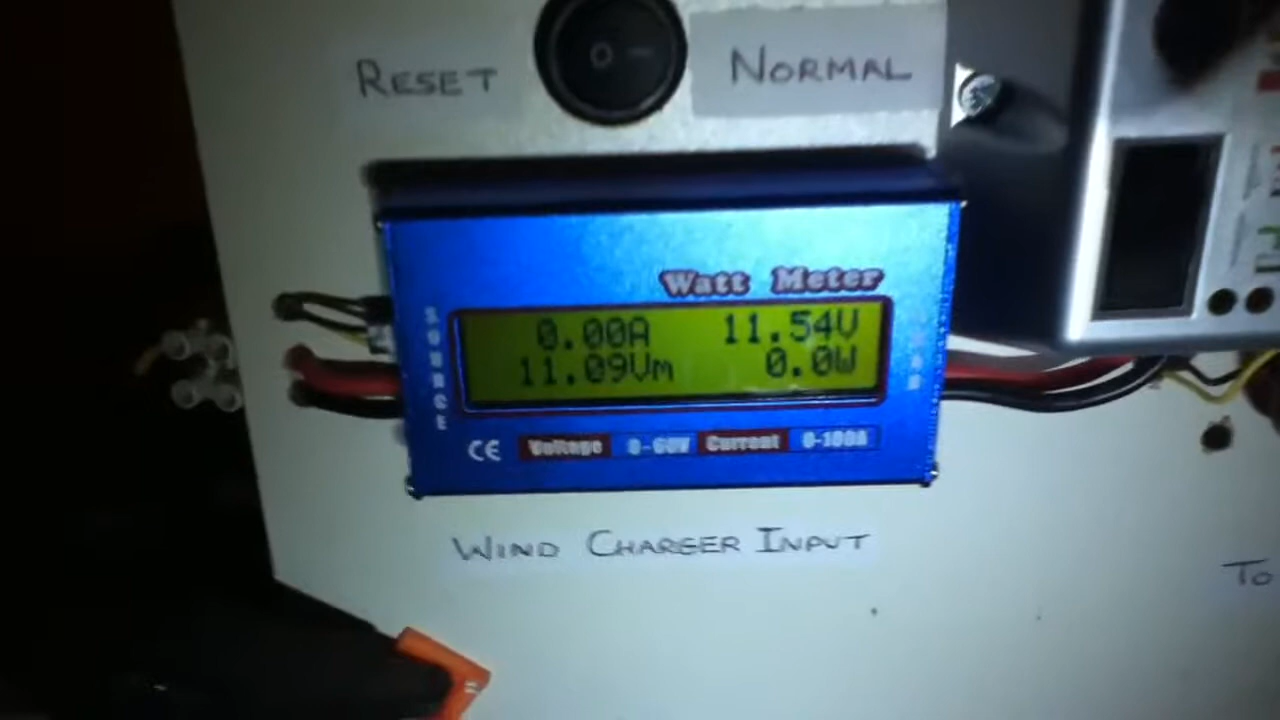 RESET
NORMAL
O -
Watt Meter
SOURCE
0.00A 11.54V
11.09Vm 0.0W
CE Voltage 0-60V Current 0-100A
WIND CHARGER INPUT
TO